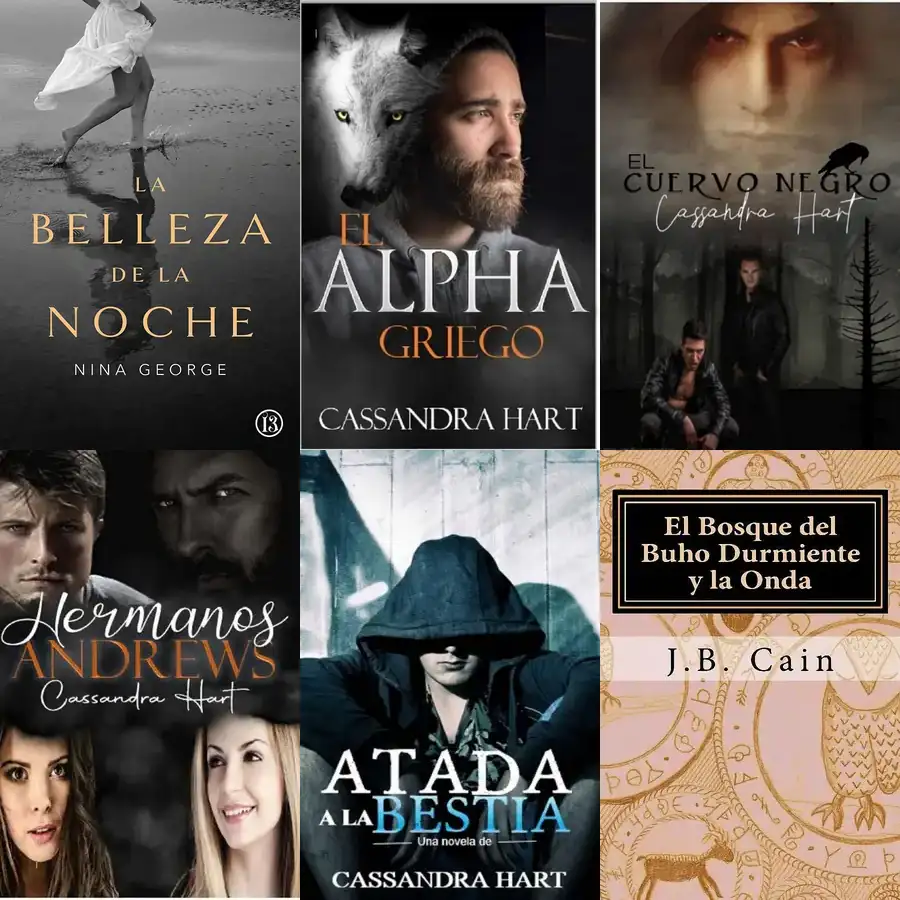 LA
BELLEZA
DE LA
NOCHE
NINA GEORGE
13
EL
ALPHA
GRIEGO
CASSANDRA HART
EL
CUERVO NEGRO
Cassandra Hart
Hermanos
ANDREWS
Cassandra Hart
ATADA
A LA BESTIA
Una novela de
CASSANDRA HART
El Bosque del
Buho Durmiente
y la Onda
J.B. Cain